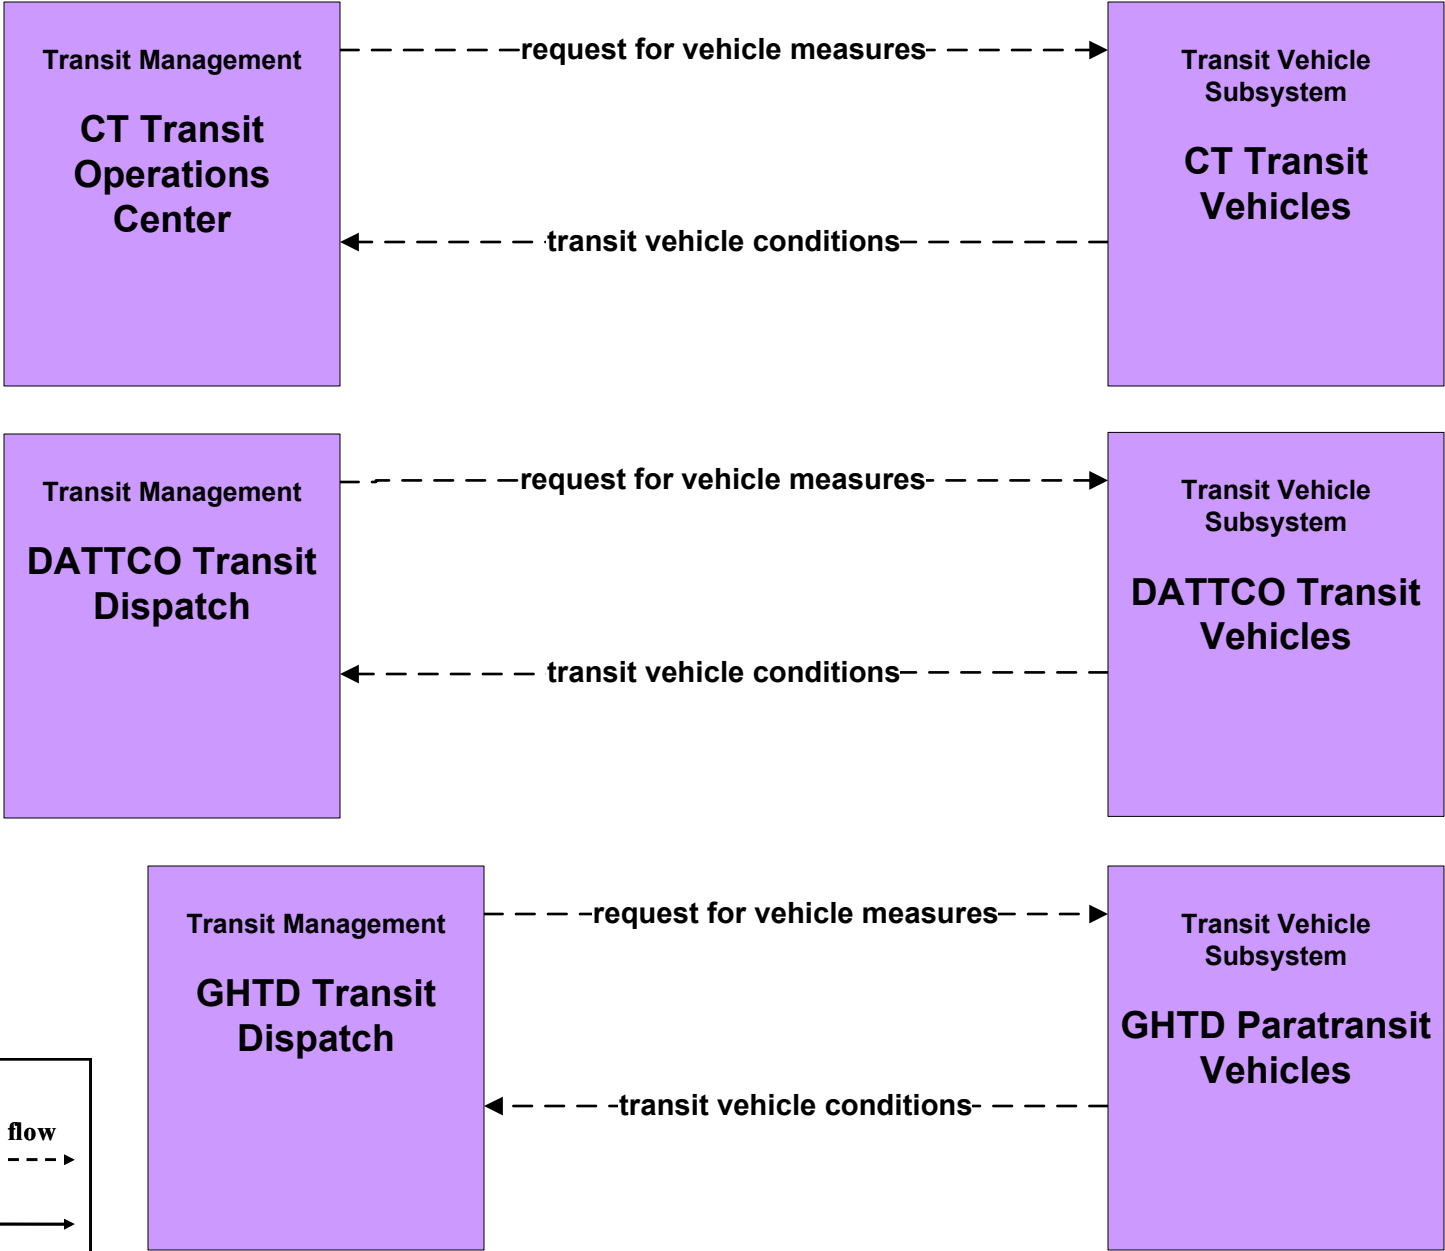 Transit Management
CT Transit
Operations
Center
request for vehicle measures
transit vehicle conditions
Transit Vehicle
Subsystem
CT Transit
Vehicles
Transit Management
DATTCO Transit
Dispatch
request for vehicle measures
transit vehicle conditions
Transit Vehicle
Subsystem
DATTCO Transit
Vehicles
Transit Management
GHTD Transit
Dispatch
request for vehicle measures
transit vehicle conditions
Transit Vehicle
Subsystem
GHTD Paratransit
Vehicles
flow